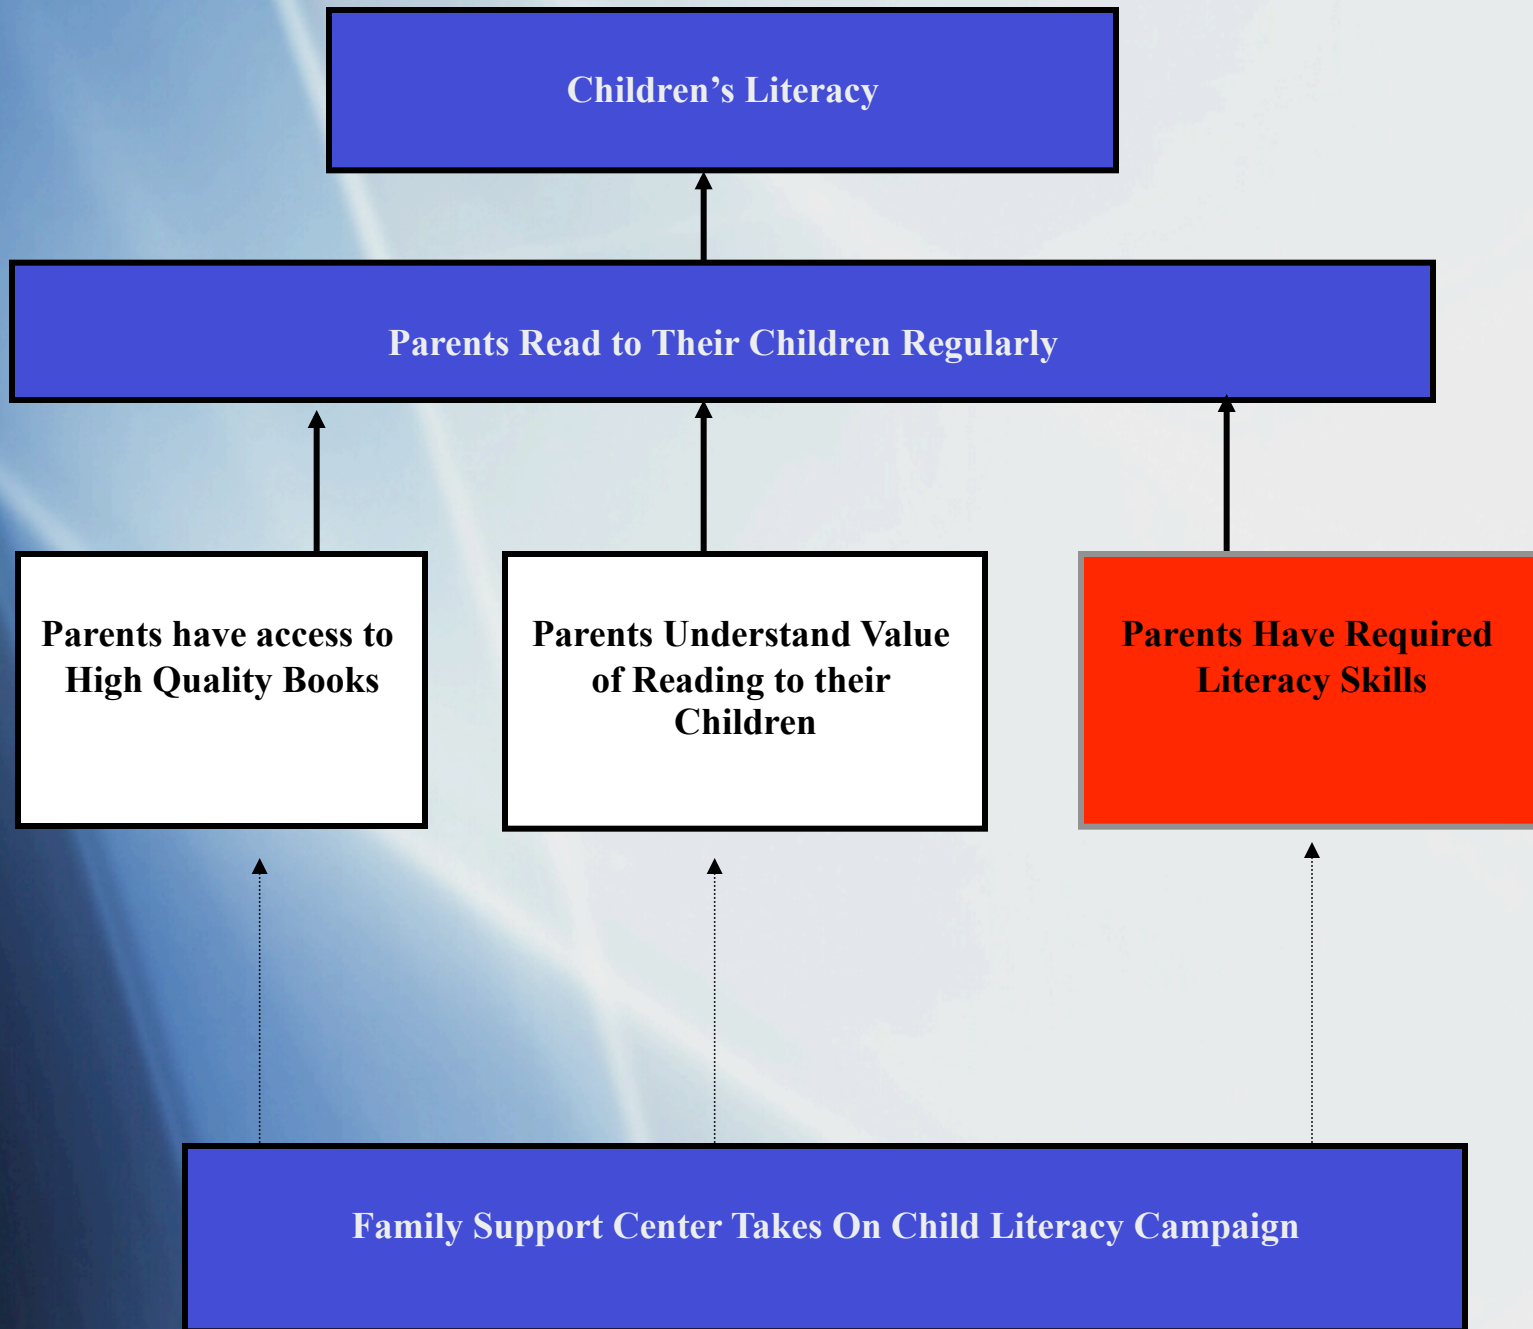 Children’s Literacy
Parents Read to Their Children Regularly
Parents have access to
High Quality Books
Parents Understand Value
of Reading to their
Children
Parents Have Required
Literacy Skills
Family Support Center Takes On Child Literacy Campaign